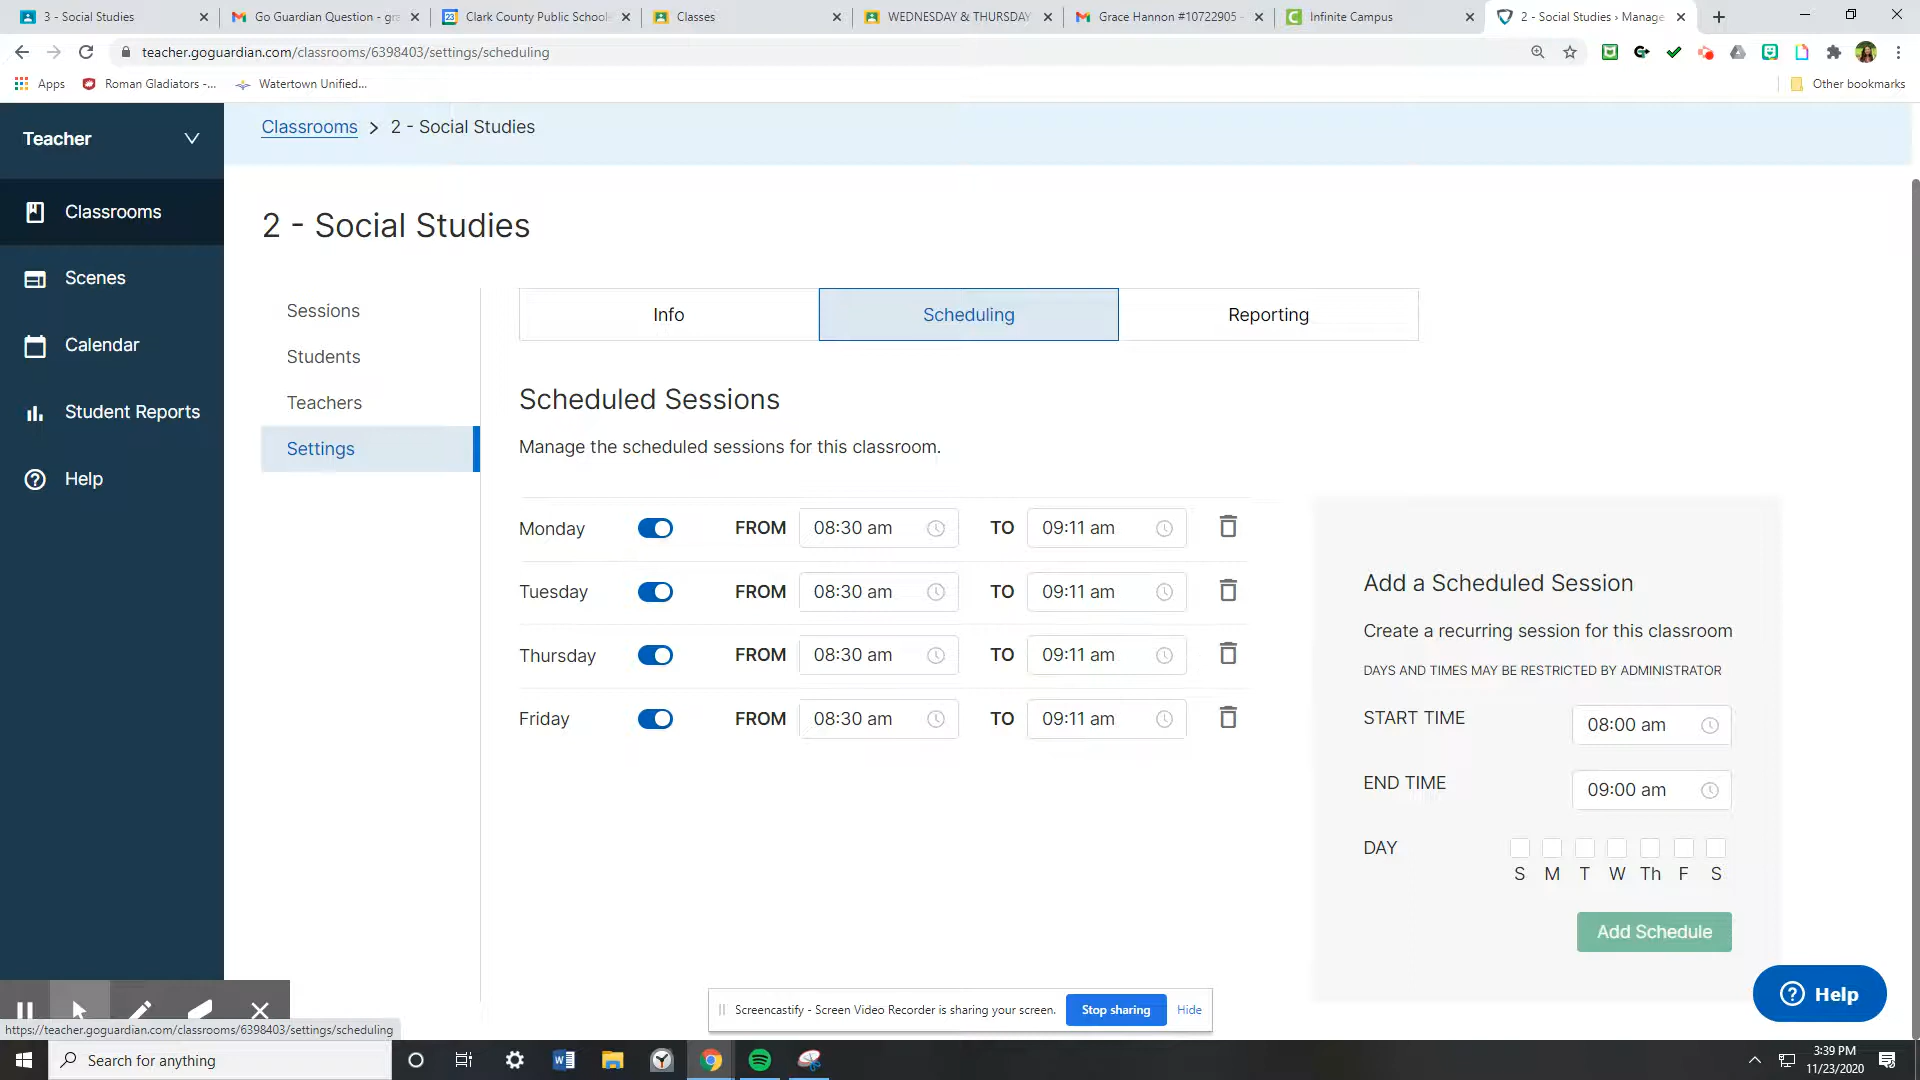 3 - Social Studies
Go Guardian Question - gra
Clark County Public School
Classes
WEDNESDAY & THURSDAY
Grace Hannon #10722905 -
Infinite Campus
2 - Social Studies › Manage
teacher.goguardian.com/classrooms/6398403/settings/scheduling
Apps
Roman Gladiators -...
Watertown Unified...
Other bookmarks
Teacher
Classrooms > 2 - Social Studies
Classrooms
Scenes
Calendar
Student Reports
Help
2 - Social Studies
Sessions
Students
Teachers
Settings
Info
Scheduling
Reporting
Scheduled Sessions
Manage the scheduled sessions for this classroom.
Monday FROM 08:30 am TO 09:11 am
Tuesday FROM 08:30 am TO 09:11 am
Thursday FROM 08:30 am TO 09:11 am
Friday FROM 08:30 am TO 09:11 am
Add a Scheduled Session
Create a recurring session for this classroom
DAYS AND TIMES MAY BE RESTRICTED BY ADMINISTRATOR
START TIME 08:00 am
END TIME 09:00 am
DAY
S M T W Th F S
Add Schedule
Help
Screencastify - Screen Video Recorder is sharing your screen.
Stop sharing
Hide
https://teacher.goguardian.com/classrooms/6398403/settings/scheduling
Search for anything
3:39 PM
11/23/2020